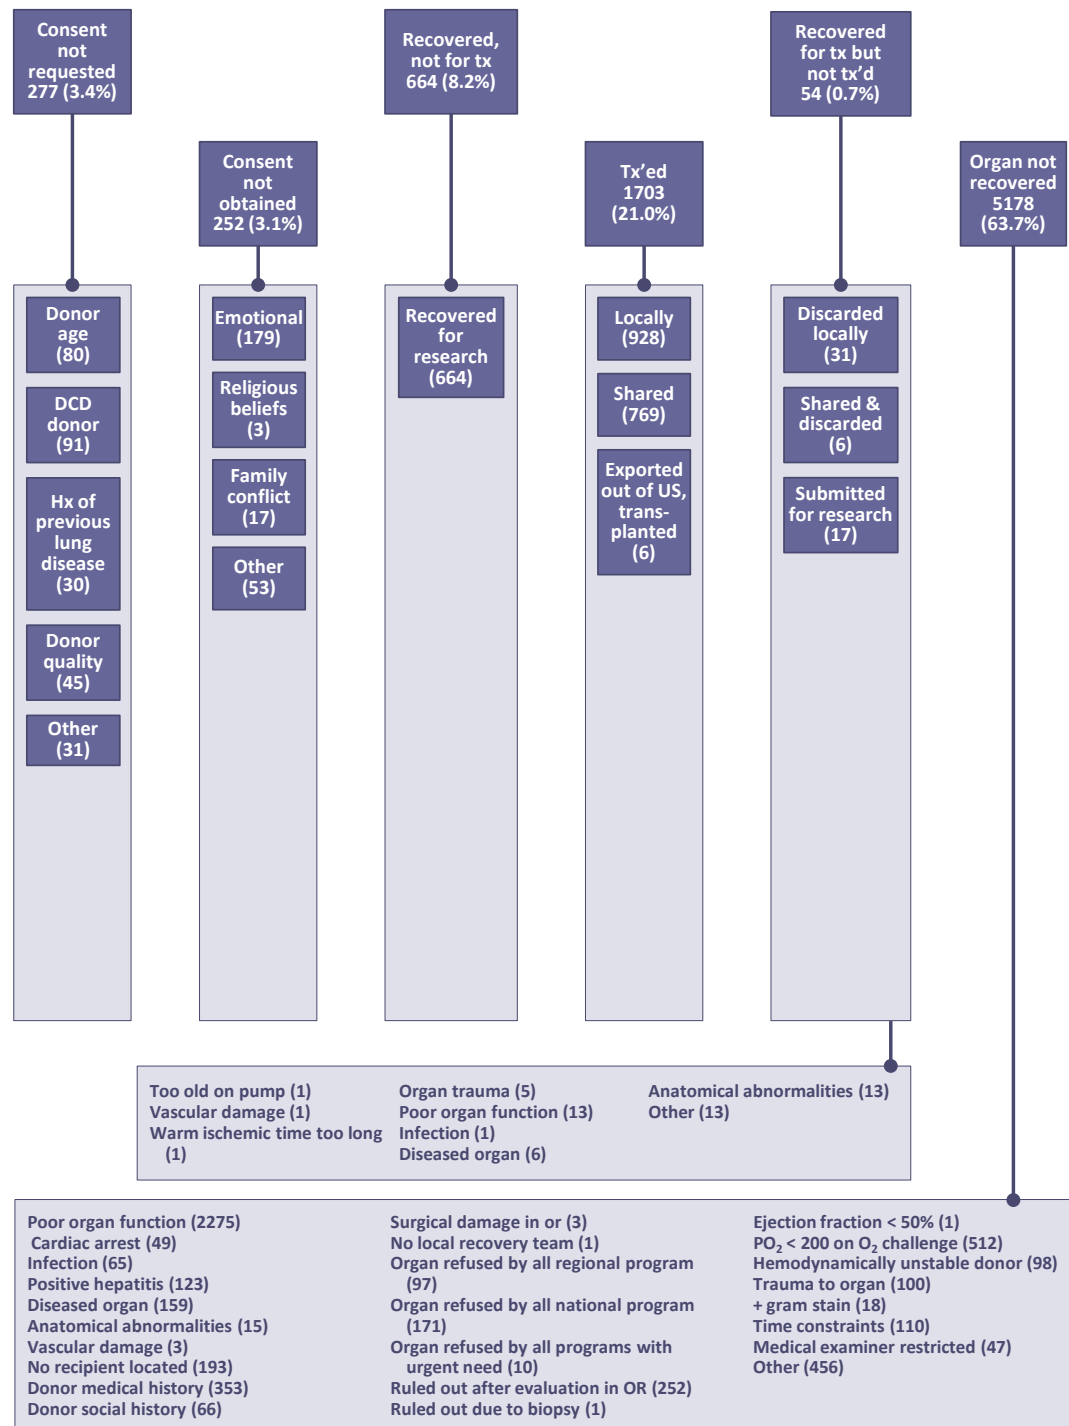 Consent
not
requested
277 (3.4%)
Recovered,
not for tx
664 (8.2%)
Recovered
for tx but
not tx’d
54 (0.7%)
Consent
not
obtained
252 (3.1%)
Tx’ed
1703
(21.0%)
Organ not
recovered
5178
(63.7%)
Donor
age
(80)
DCD
donor
(91)
Hx of
previous
lung
disease
(30)
Donor
quality
(45)
Other
(31)
Emotional
(179)
Religious
beliefs
(3)
Family
conflict
(17)
Other
(53)
Recovered
for
research
(664)
Locally
(928)
Shared
(769)
Exported
out of US,
trans-
planted
(6)
Discarded
locally
(31)
Shared &
discarded
(6)
Submitted
for research
(17)
Too old on pump (1)
Vascular damage (1)
Warm ischemic time too long
(1)
Organ trauma (5)
Poor organ function (13)
Infection (1)
Diseased organ (6)
Anatomical abnormalities (13)
Other (13)
Poor organ function (2275)
Cardiac arrest (49)
Infection (65)
Positive hepatitis (123)
Diseased organ (159)
Anatomical abnormalities (15)
Vascular damage (3)
No recipient located (193)
Donor medical history (353)
Donor social history (66)
Surgical damage in or (3)
No local recovery team (1)
Organ refused by all regional program
(97)
Organ refused by all national program
(171)
Organ refused by all programs with
urgent need (10)
Ruled out after evaluation in OR (252)
Ruled out due to biopsy (1)
Ejection fraction < 50% (1)
PO₂ < 200 on O₂ challenge (512)
Hemodynamically unstable donor (98)
Trauma to organ (100)
+ gram stain (18)
Time constraints (110)
Medical examiner restricted (47)
Other (456)